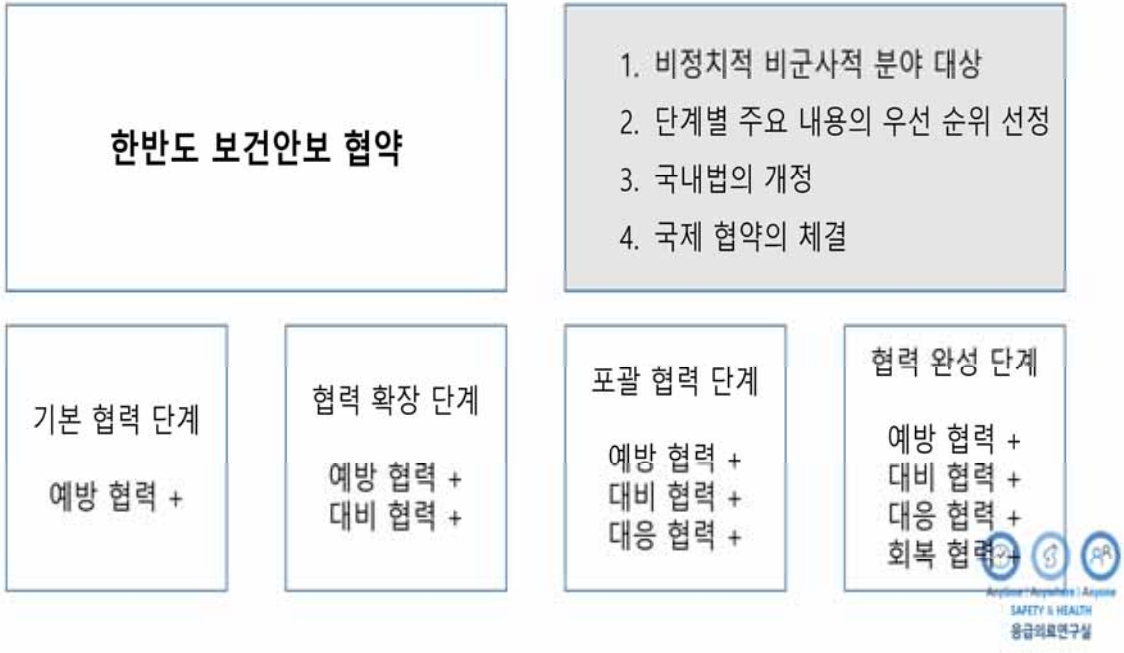 한반도 보건안보 협약
1. 비정치적 비군사적 분야 대상
2. 단계별 주요 내용의 우선 순위 선정
3. 국내법의 개정
4. 국제 협약의 체결
기본 협력 단계
예방 협력 +
협력 확장 단계
예방 협력 +
대비 협력 +
포괄 협력 단계
예방 협력 +
대비 협력 +
대응 협력 +
협력 완성 단계
예방 협력 +
대비 협력 +
대응 협력 +
회복 협력 +
Anytime | Anywhere | Anyone
SAFETY & HEALTH
응급의료연구실